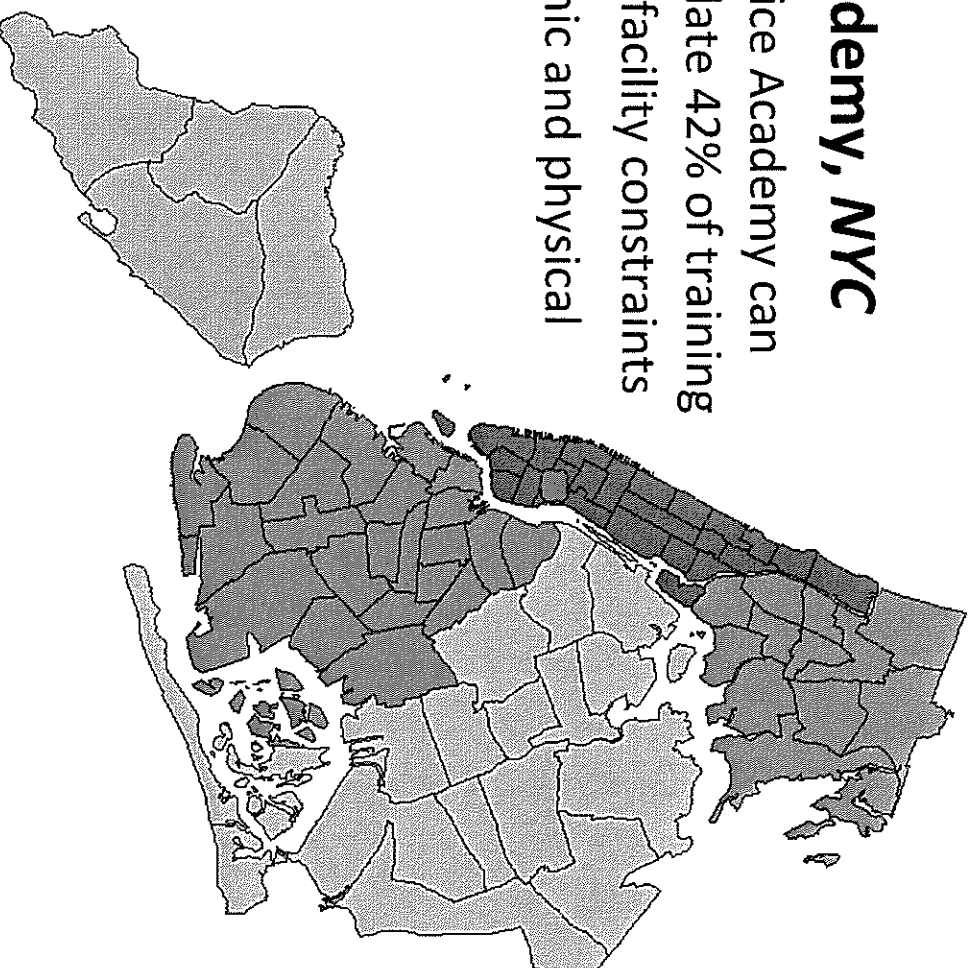 demy, NYC
ice Academy can
late 42% of training
facility constraints
nic and physical